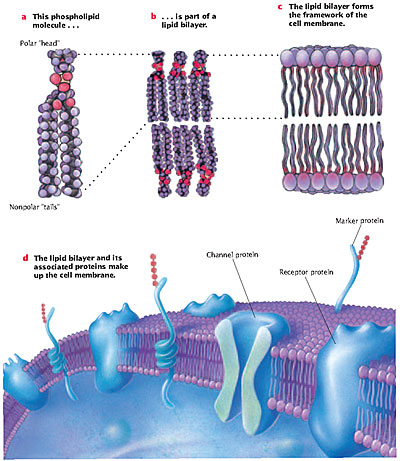 a This phospholipid
molecule . . .
Polar "head"
Nonpolar "tails"
b . . . is part of a
lipid bilayer.
c The lipid bilayer forms
the framework of the
cell membrane.
d The lipid bilayer and its
associated proteins make
up the cell membrane.
Channel protein
Marker protein
Receptor protein